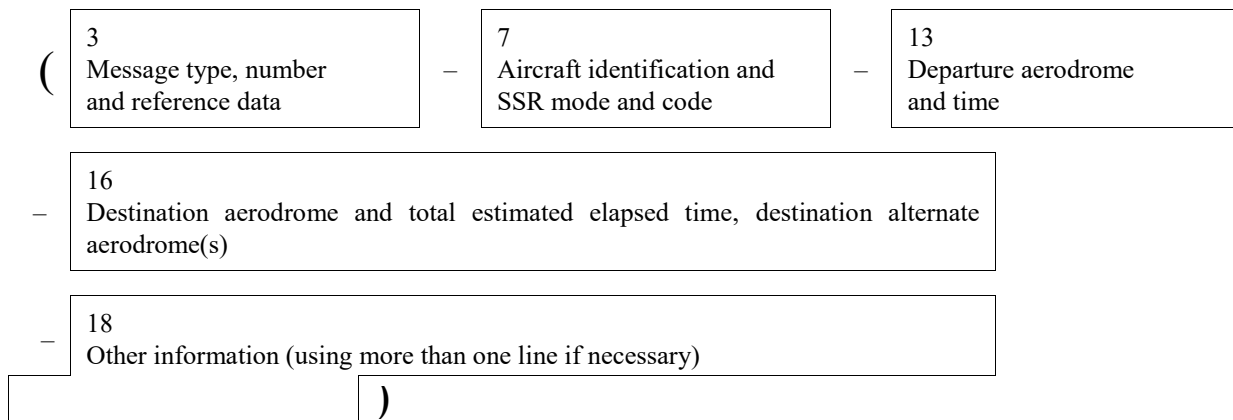 ( 3 7 13
Message type, number – Aircraft identification and – Departure aerodrome
and reference data SSR mode and code and time
16
– Destination aerodrome and total estimated elapsed time, destination alternate
aerodrome(s)
18
– Other information (using more than one line if necessary)
)